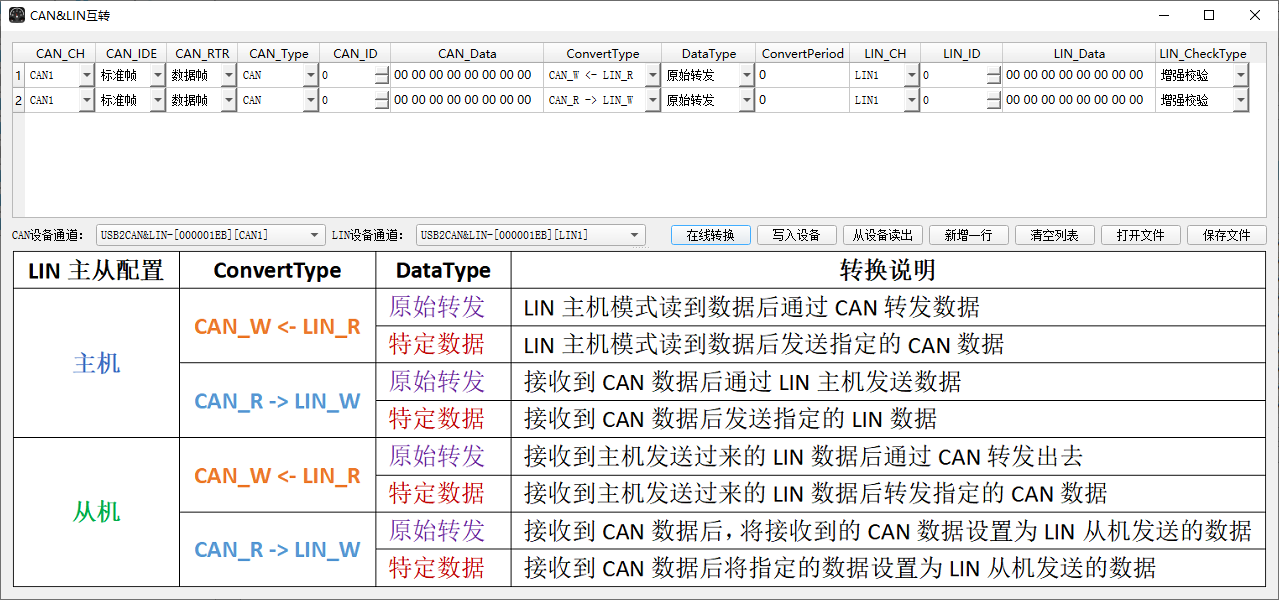 CAN&LIN互转
CAN_CH CAN_IDE CAN_RTR CAN_Type CAN_ID CAN_Data ConvertType DataType ConvertPeriod LIN_CH LIN_ID LIN_Data LIN_CheckType
1 CAN1 标准帧 数据帧 CAN 0 00 00 00 00 00 00 00 00 CAN_W <- LIN_R 原始转发 0 LIN1 0 00 00 00 00 00 00 00 00 增强校验
2 CAN1 标准帧 数据帧 CAN 0 00 00 00 00 00 00 00 00 CAN_R -> LIN_W 原始转发 0 LIN1 0 00 00 00 00 00 00 00 00 增强校验
CAN设备通道： USB2CAN&LIN-[000001EB][CAN1] LIN设备通道： USB2CAN&LIN-[000001EB][LIN1] 在线转换 写入设备 从设备读出 新增一行 清空列表 打开文件 保存文件
LIN 主从配置 ConvertType DataType 转换说明
主机 CAN_W <- LIN_R 原始转发 LIN 主机模式读到数据后通过 CAN 转发数据
特定数据 LIN 主机模式读到数据后发送指定的 CAN 数据
CAN_R -> LIN_W 原始转发 接收到 CAN 数据后通过 LIN 主机发送数据
特定数据 接收到 CAN 数据后发送指定的 LIN 数据
从机 CAN_W <- LIN_R 原始转发 接收到主机发送过来的 LIN 数据后通过 CAN 转发出去
特定数据 接收到主机发送过来的 LIN 数据后转发指定的 CAN 数据
CAN_R -> LIN_W 原始转发 接收到 CAN 数据后，将接收到的 CAN 数据设置为 LIN 从机发送的数据
特定数据 接收到 CAN 数据后将指定的数据设置为 LIN 从机发送的数据